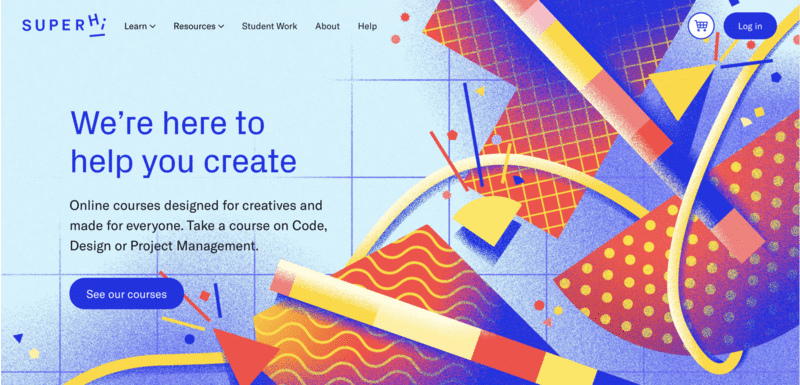 SUPERHi
Learn
Resources
Student Work
About
Help
Log in
We’re here to
help you create
Online courses designed for creatives and
made for everyone. Take a course on Code,
Design or Project Management.
See our courses